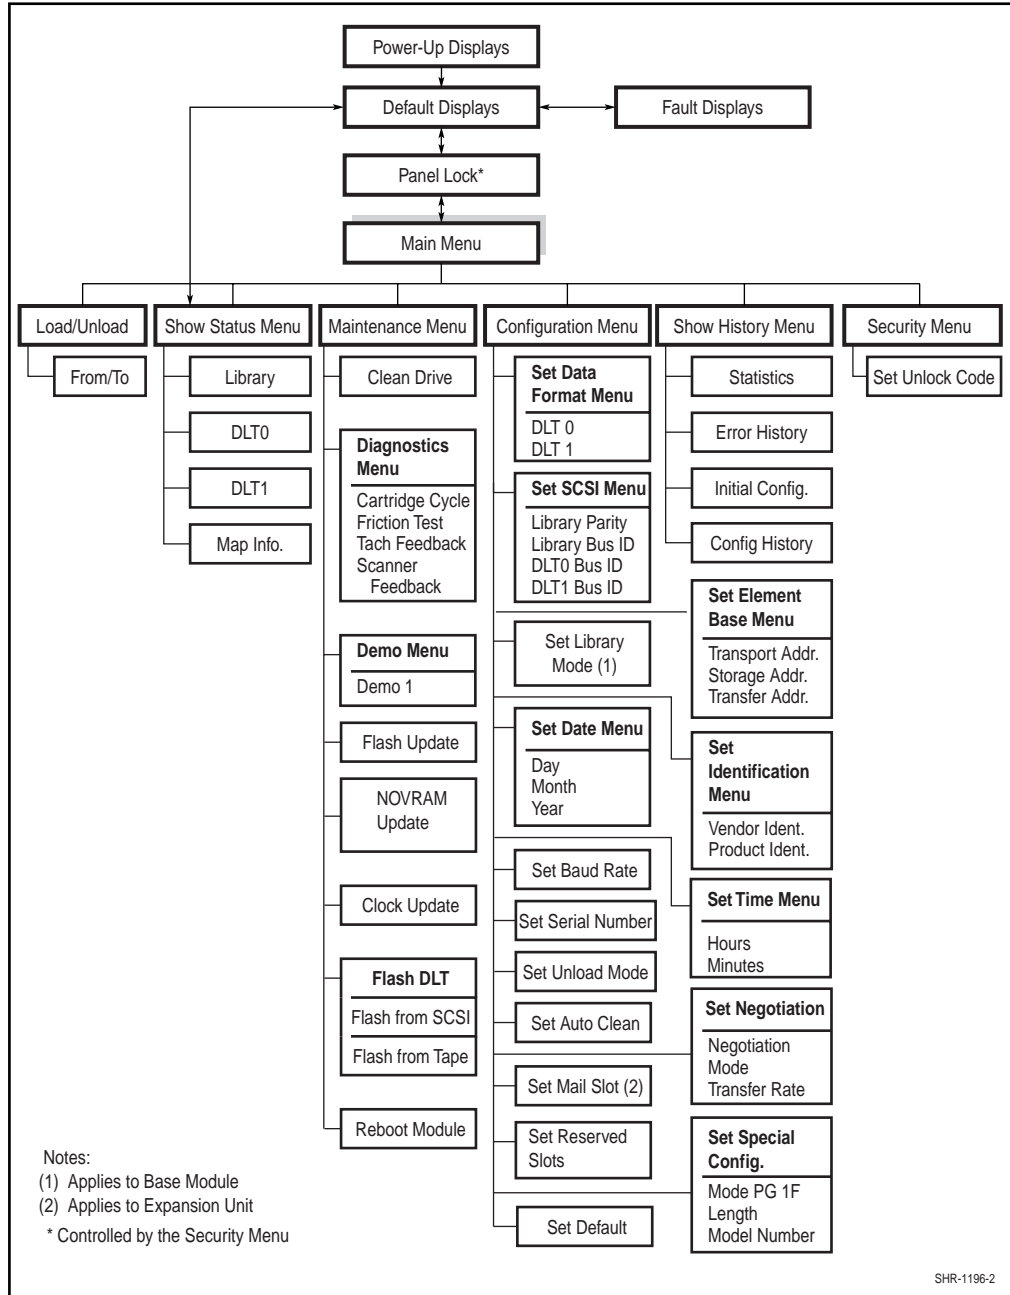 Power-Up Displays
Default Displays
Fault Displays
Panel Lock*
Main Menu
Load/Unload
From/To
Show Status Menu
Library
DLT0
DLT1
Map Info.
Maintenance Menu
Clean Drive
Diagnostics
Menu
Cartridge Cycle
Friction Test
Tach Feedback
Scanner
Feedback
Demo Menu
Demo 1
Flash Update
NOVRAM
Update
Clock Update
Flash DLT
Flash from SCSI
Flash from Tape
Reboot Module
Configuration Menu
Set Data
Format Menu
DLT 0
DLT 1
Set SCSI Menu
Library Parity
Library Bus ID
DLT0 Bus ID
DLT1 Bus ID
Set Library
Mode (1)
Set Date Menu
Day
Month
Year
Set Baud Rate
Set Serial Number
Set Unload Mode
Set Auto Clean
Set Mail Slot (2)
Set Reserved
Slots
Set Default
Set Element
Base Menu
Transport Addr.
Storage Addr.
Transfer Addr.
Set
Identification
Menu
Vendor Ident.
Product Ident.
Set Time Menu
Hours
Minutes
Set Negotiation
Negotiation
Mode
Transfer Rate
Set Special
Config.
Mode PG 1F
Length
Model Number
Show History Menu
Statistics
Error History
Initial Config.
Config History
Security Menu
Set Unlock Code
Notes:
(1) Applies to Base Module
(2) Applies to Expansion Unit
* Controlled by the Security Menu
SHR-1196-2